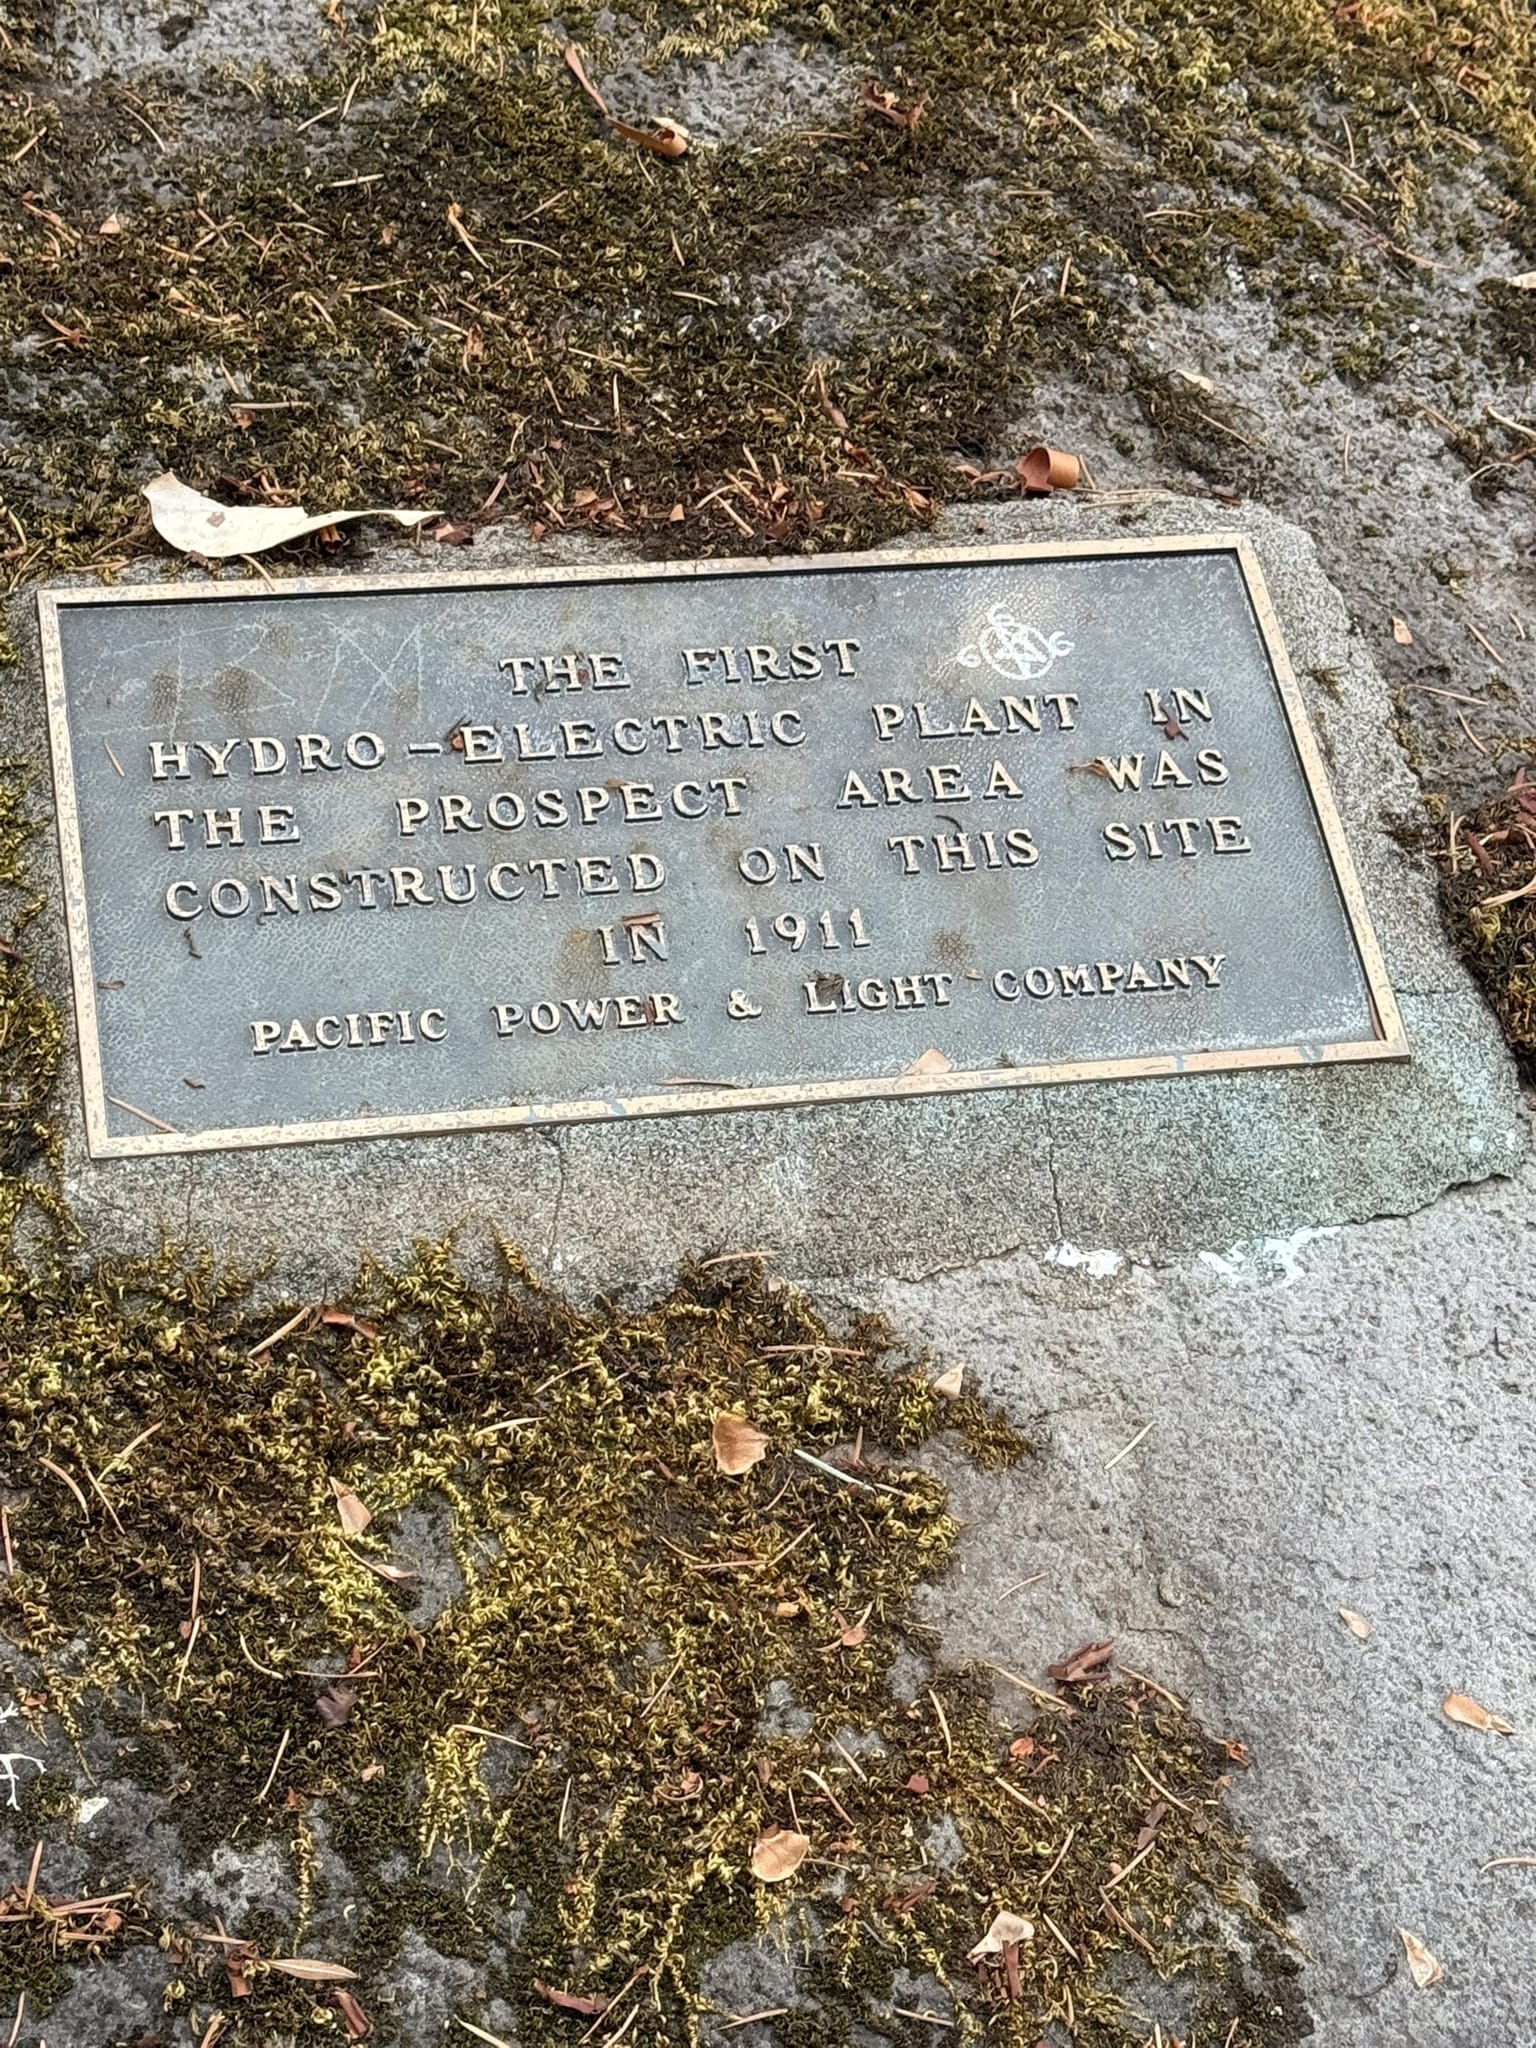 THE FIRST
666
HYDRO-ELECTRIC PLANT IN
THE PROSPECT AREA WAS
CONSTRUCTED ON THIS SITE
IN 1911
PACIFIC POWER & LIGHT COMPANY